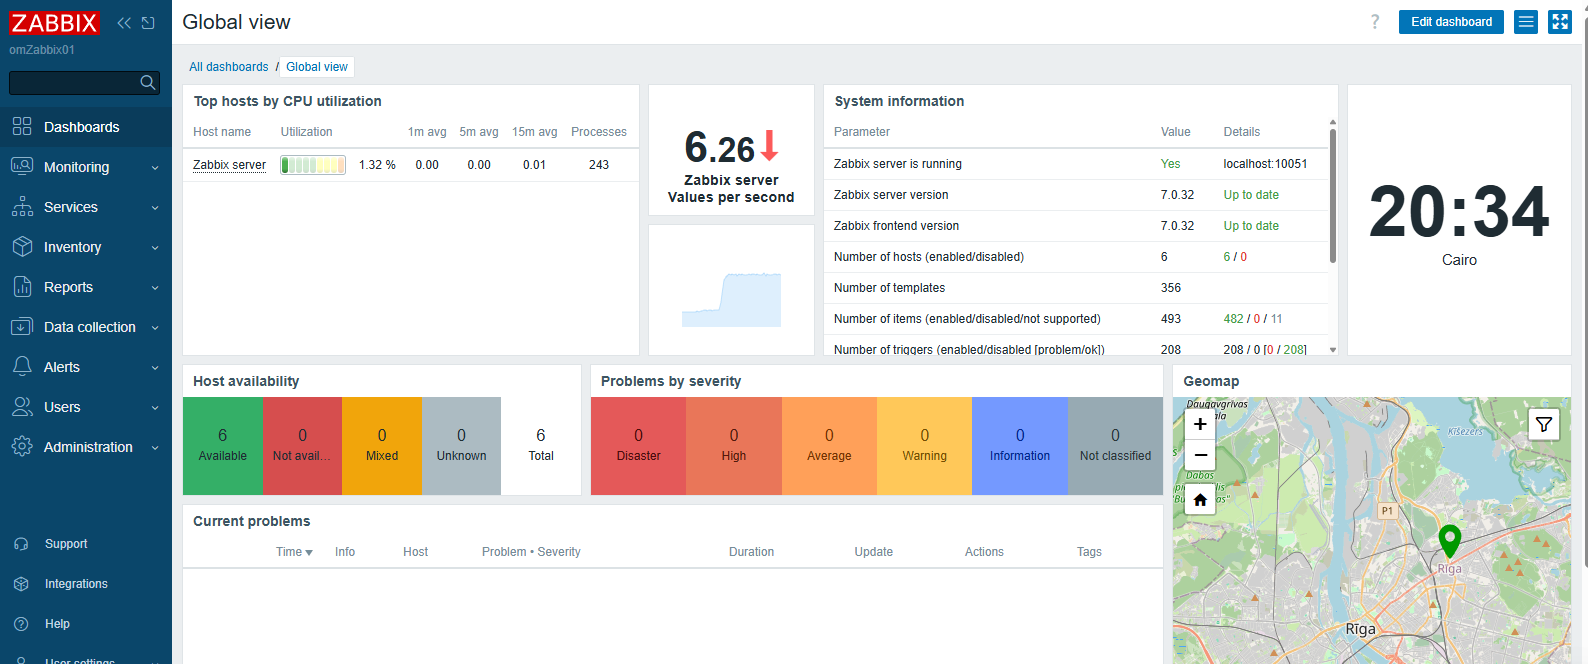 ZABBIX
omZabbix01
Dashboards
Monitoring
Services
Inventory
Reports
Data collection
Alerts
Users
Administration
Support
Integrations
Help
User settings
Global view
? Edit dashboard
All dashboards / Global view
Top hosts by CPU utilization
Host name Utilization 1m avg 5m avg 15m avg Processes
Zabbix server 1.32 % 0.00 0.00 0.01 243
6.26
Zabbix server
Values per second
System information
Parameter Value Details
Zabbix server is running Yes localhost:10051
Zabbix server version 7.0.32 Up to date
Zabbix frontend version 7.0.32 Up to date
Number of hosts (enabled/disabled) 6 6 / 0
Number of templates 356
Number of items (enabled/disabled/not supported) 493 482 / 0 / 11
Number of triggers (enabled/disabled [problem/ok]) 208 208 / 0 [0 / 208]
20:34
Cairo
Host availability
6 0 0 0 6
Available Not avail... Mixed Unknown Total
Problems by severity
0 0 0 0 0 0
Disaster High Average Warning Information Not classified
Current problems
Time Info Host Problem • Severity Duration Update Actions Tags
Geomap
Daugavgrīvas
+
−
Ķīšezers
Dabas
P1
Rīga
Rīga